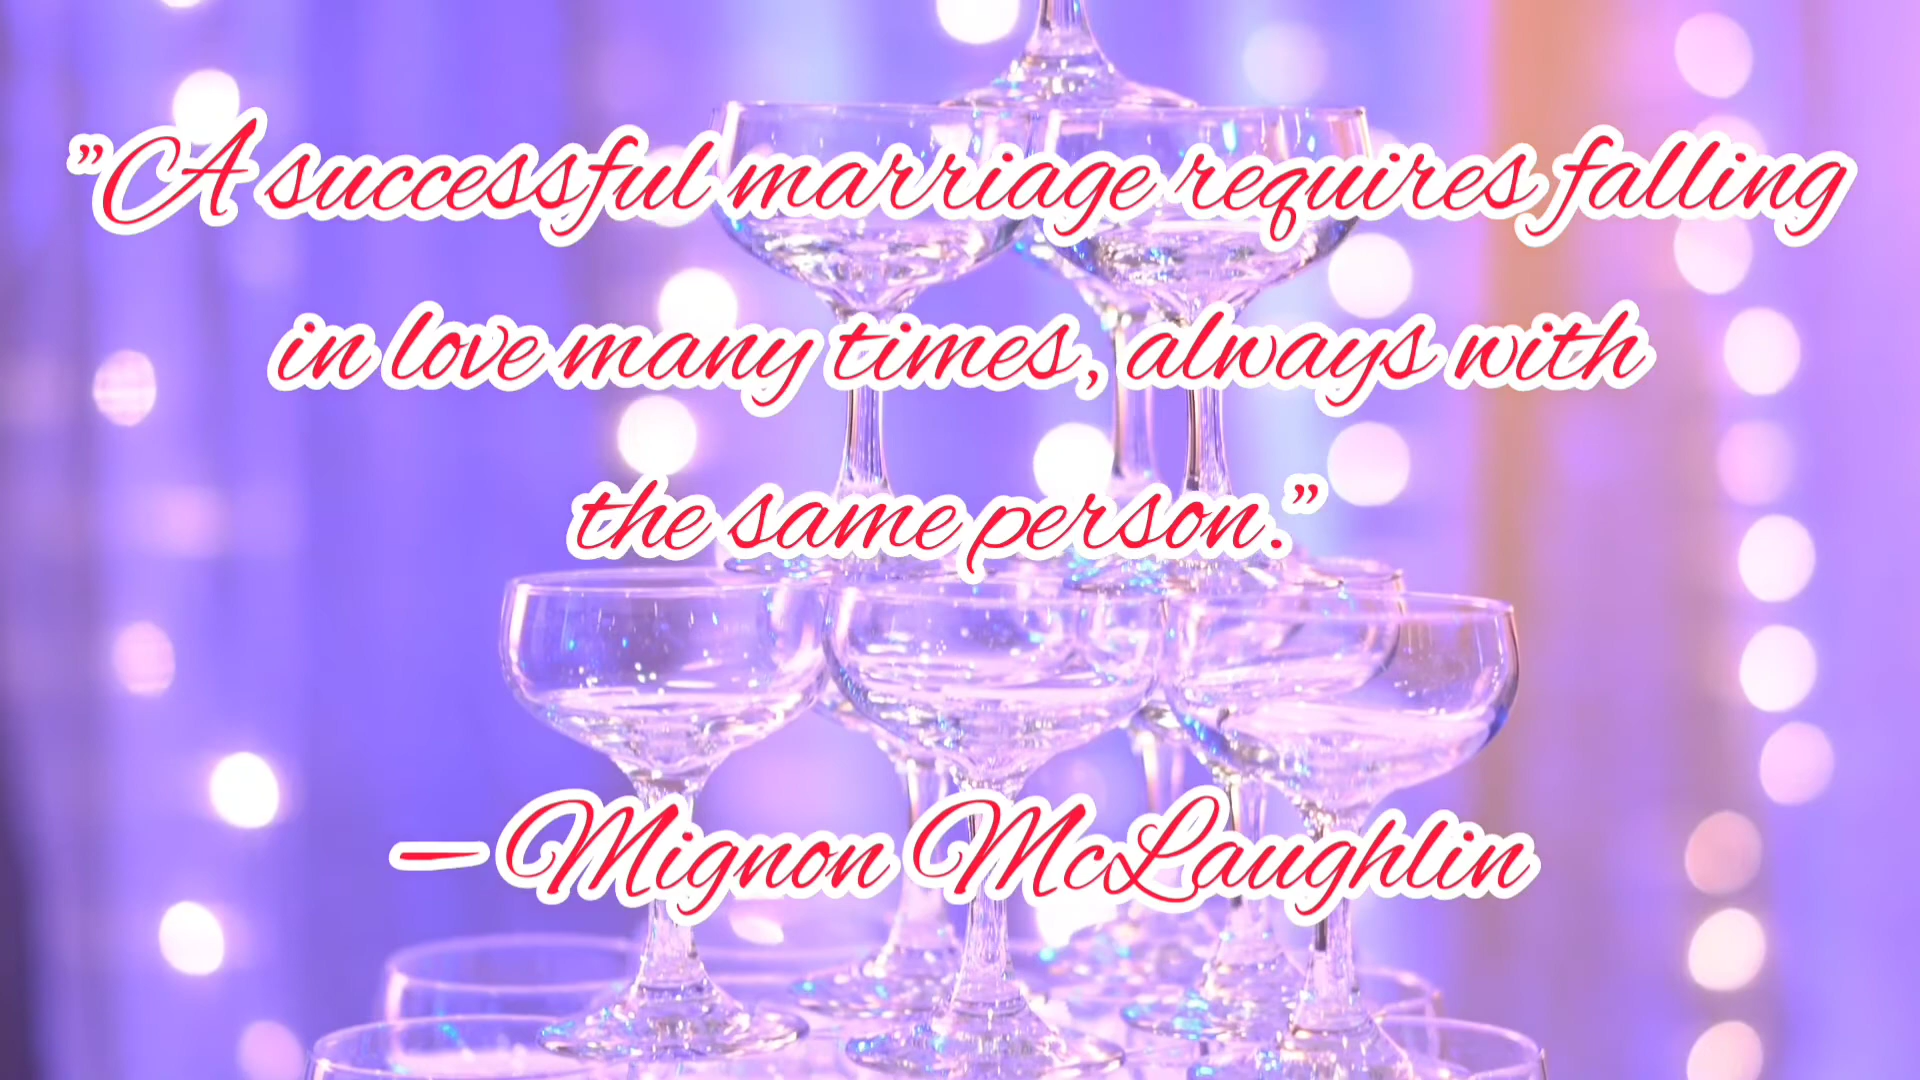 ”A successful marriage requires falling
in love many times, always with
the same person.”
— Mignon McLaughlin